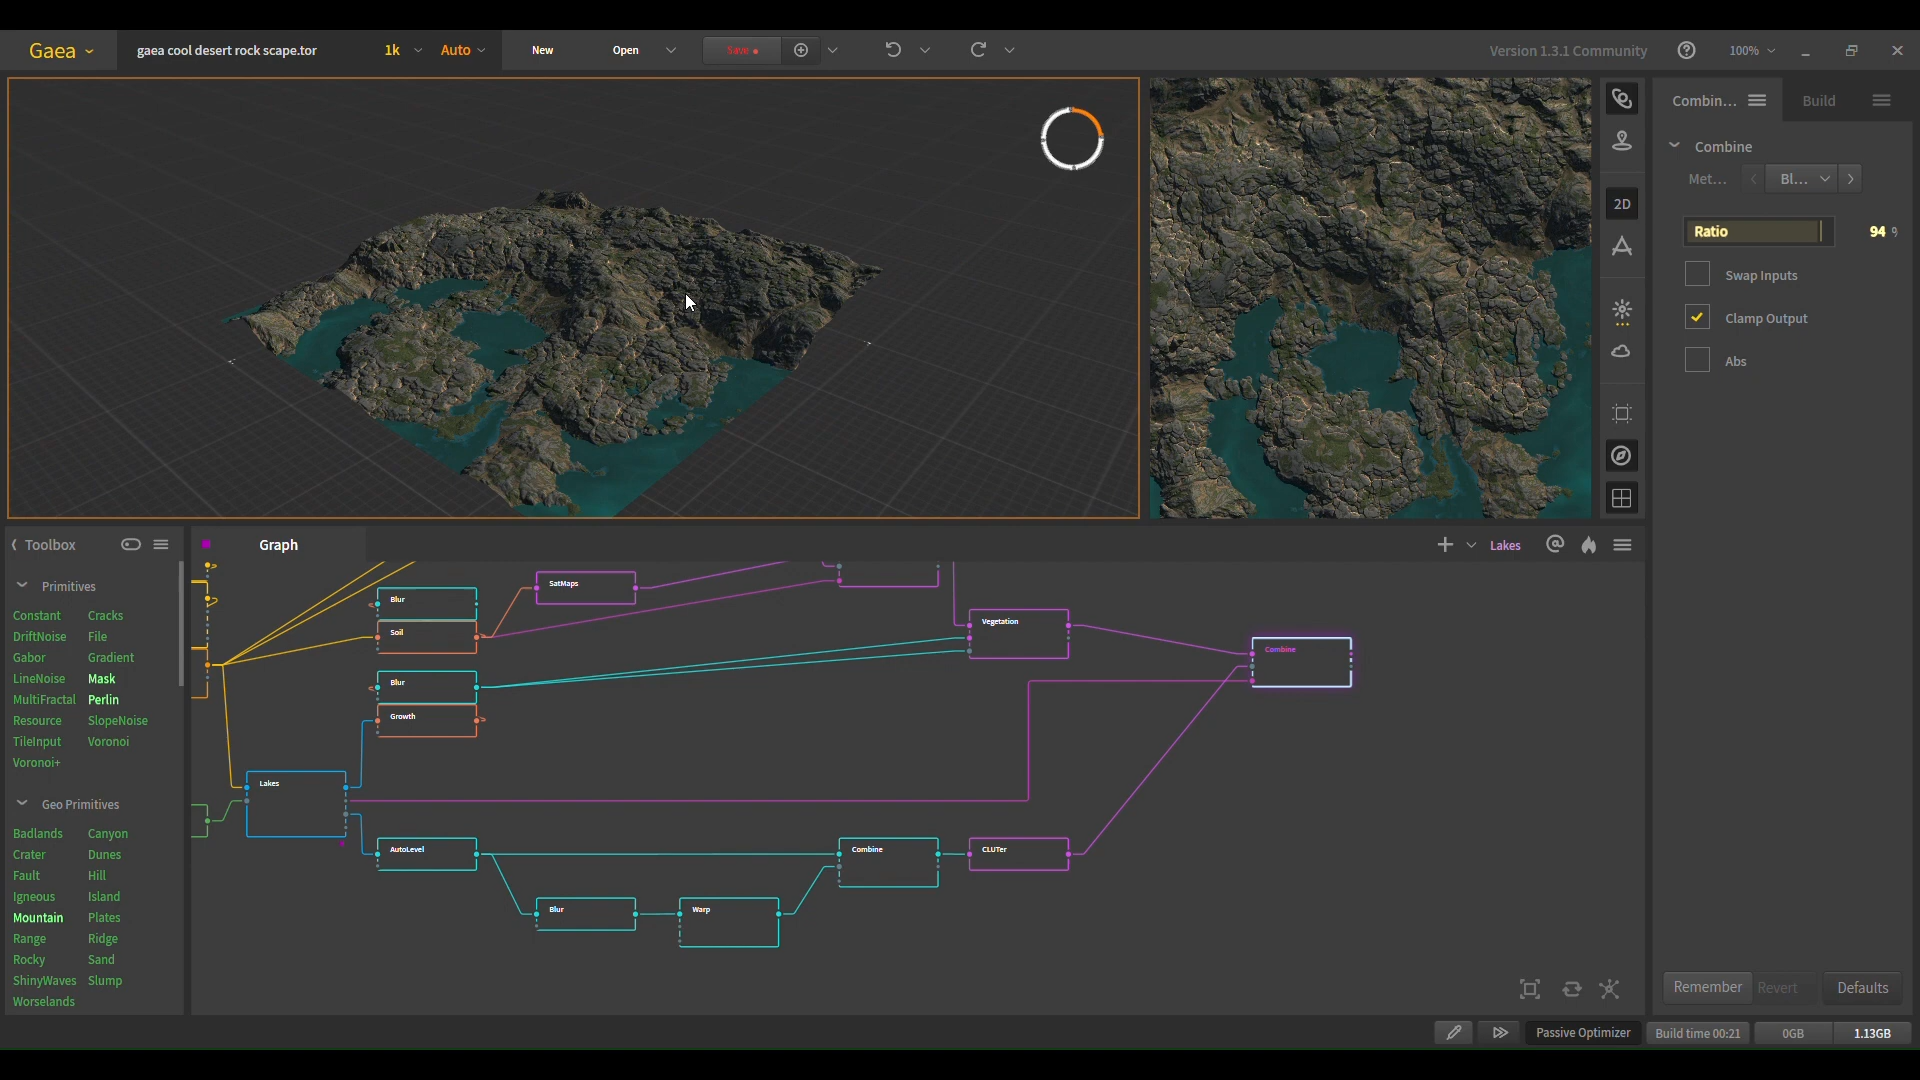 Gaea
gaea cool desert rock scape.tor
1k
Auto
New
Open
Save
Version 1.3.1 Community
100%
Combin...
Build
Combine
Met...
Bl...
2D
Ratio
94 %
Swap Inputs
Clamp Output
Abs
Toolbox
Graph
Lakes
Primitives
Constant Cracks
DriftNoise File
Gabor Gradient
LineNoise Mask
MultiFractal Perlin
Resource SlopeNoise
TileInput Voronoi
Voronoi+
Geo Primitives
Badlands Canyon
Crater Dunes
Fault Hill
Igneous Island
Mountain Plates
Range Ridge
Rocky Sand
ShinyWaves Slump
Worselands
SatMaps
Blur
Soil
Vegetation
Combine
Blur
Growth
Lakes
AutoLevel
Combine
CLUTer
Blur
Warp
Remember
Revert
Defaults
Passive Optimizer
Build time 00:21
0GB
1.13GB